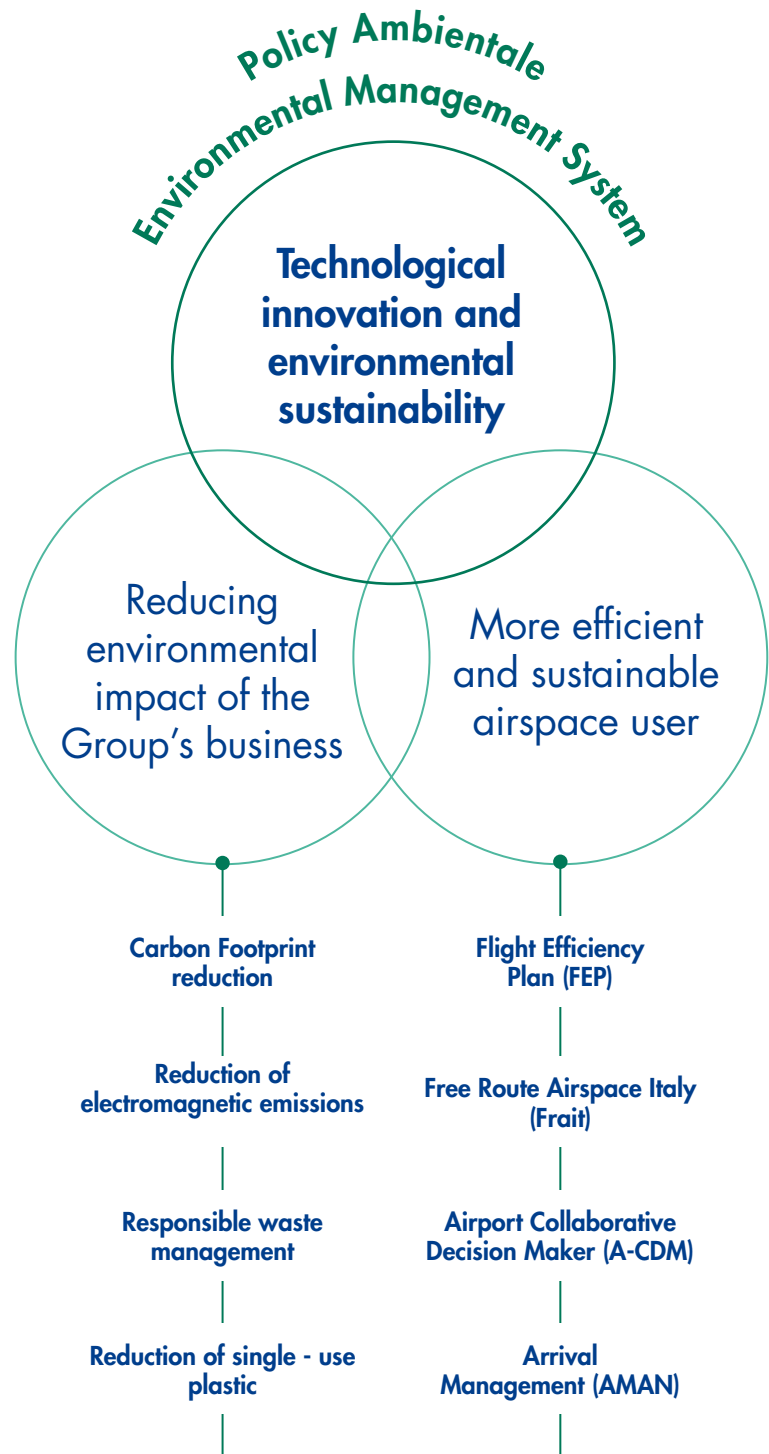 Policy Ambientale
Environmental Management System
Technological
innovation and
environmental
sustainability
Reducing
environmental
impact of the
Group's business
More efficient
and sustainable
airspace user
Carbon Footprint
reduction
Reduction of
electromagnetic emissions
Responsible waste
management
Reduction of single - use
plastic
Flight Efficiency
Plan (FEP)
Free Route Airspace Italy
(Frait)
Airport Collaborative
Decision Maker (A-CDM)
Arrival
Management (AMAN)